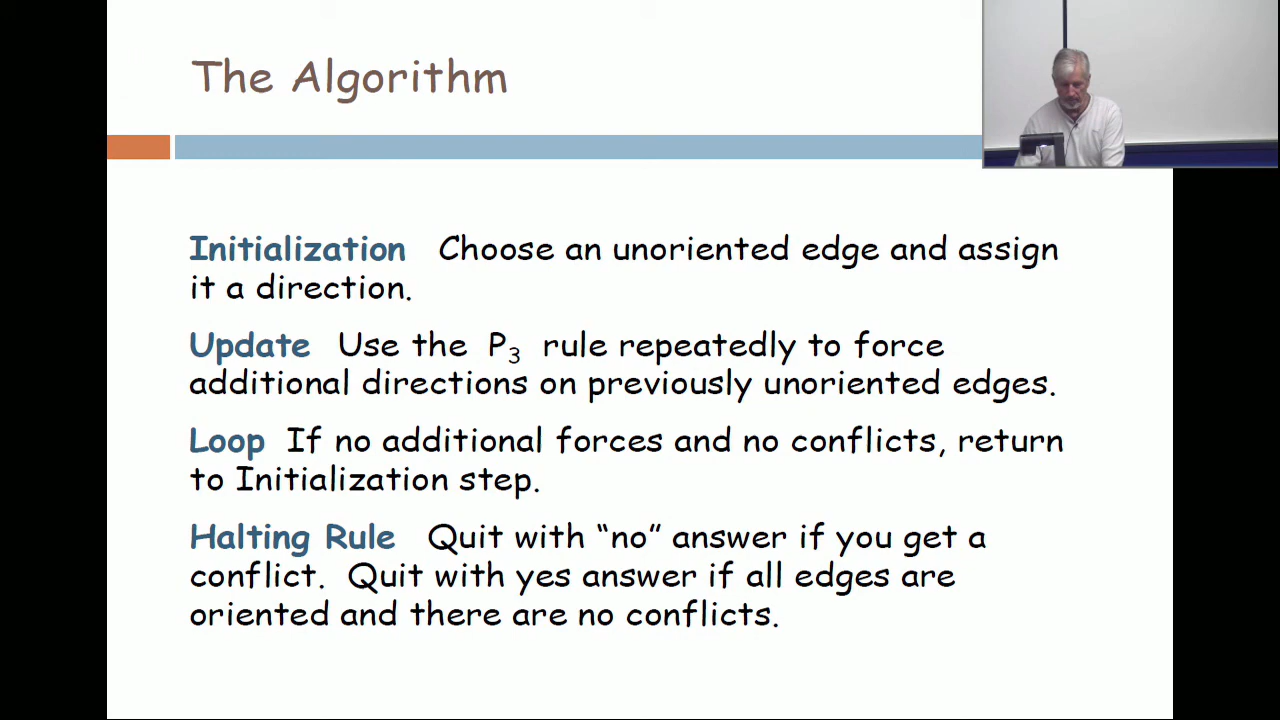 The Algorithm
Initialization Choose an unoriented edge and assign
it a direction.
Update Use the P₃ rule repeatedly to force
additional directions on previously unoriented edges.
Loop If no additional forces and no conflicts, return
to Initialization step.
Halting Rule Quit with “no” answer if you get a
conflict. Quit with yes answer if all edges are
oriented and there are no conflicts.